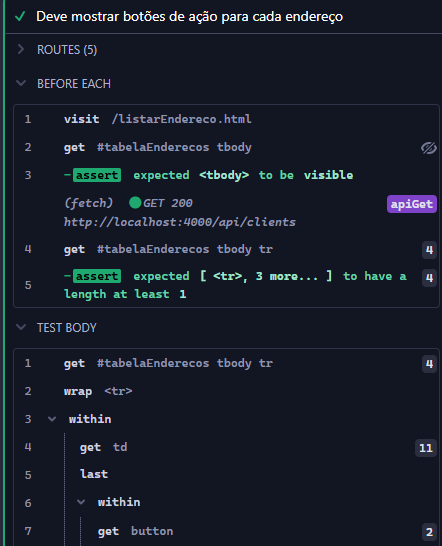 Deve mostrar botões de ação para cada endereço
ROUTES (5)
BEFORE EACH
1 visit /listarEndereco.html
2 get #tabelaEnderecos tbody
3 -assert expected <tbody> to be visible
(fetch) GET 200 apiGet
http://localhost:4000/api/clients
4 get #tabelaEnderecos tbody tr 4
5 -assert expected [ <tr>, 3 more... ] to have a 4
length at least 1
TEST BODY
1 get #tabelaEnderecos tbody tr 4
2 wrap <tr>
3 within
4 get td 11
5 last
6 within
7 get button 2